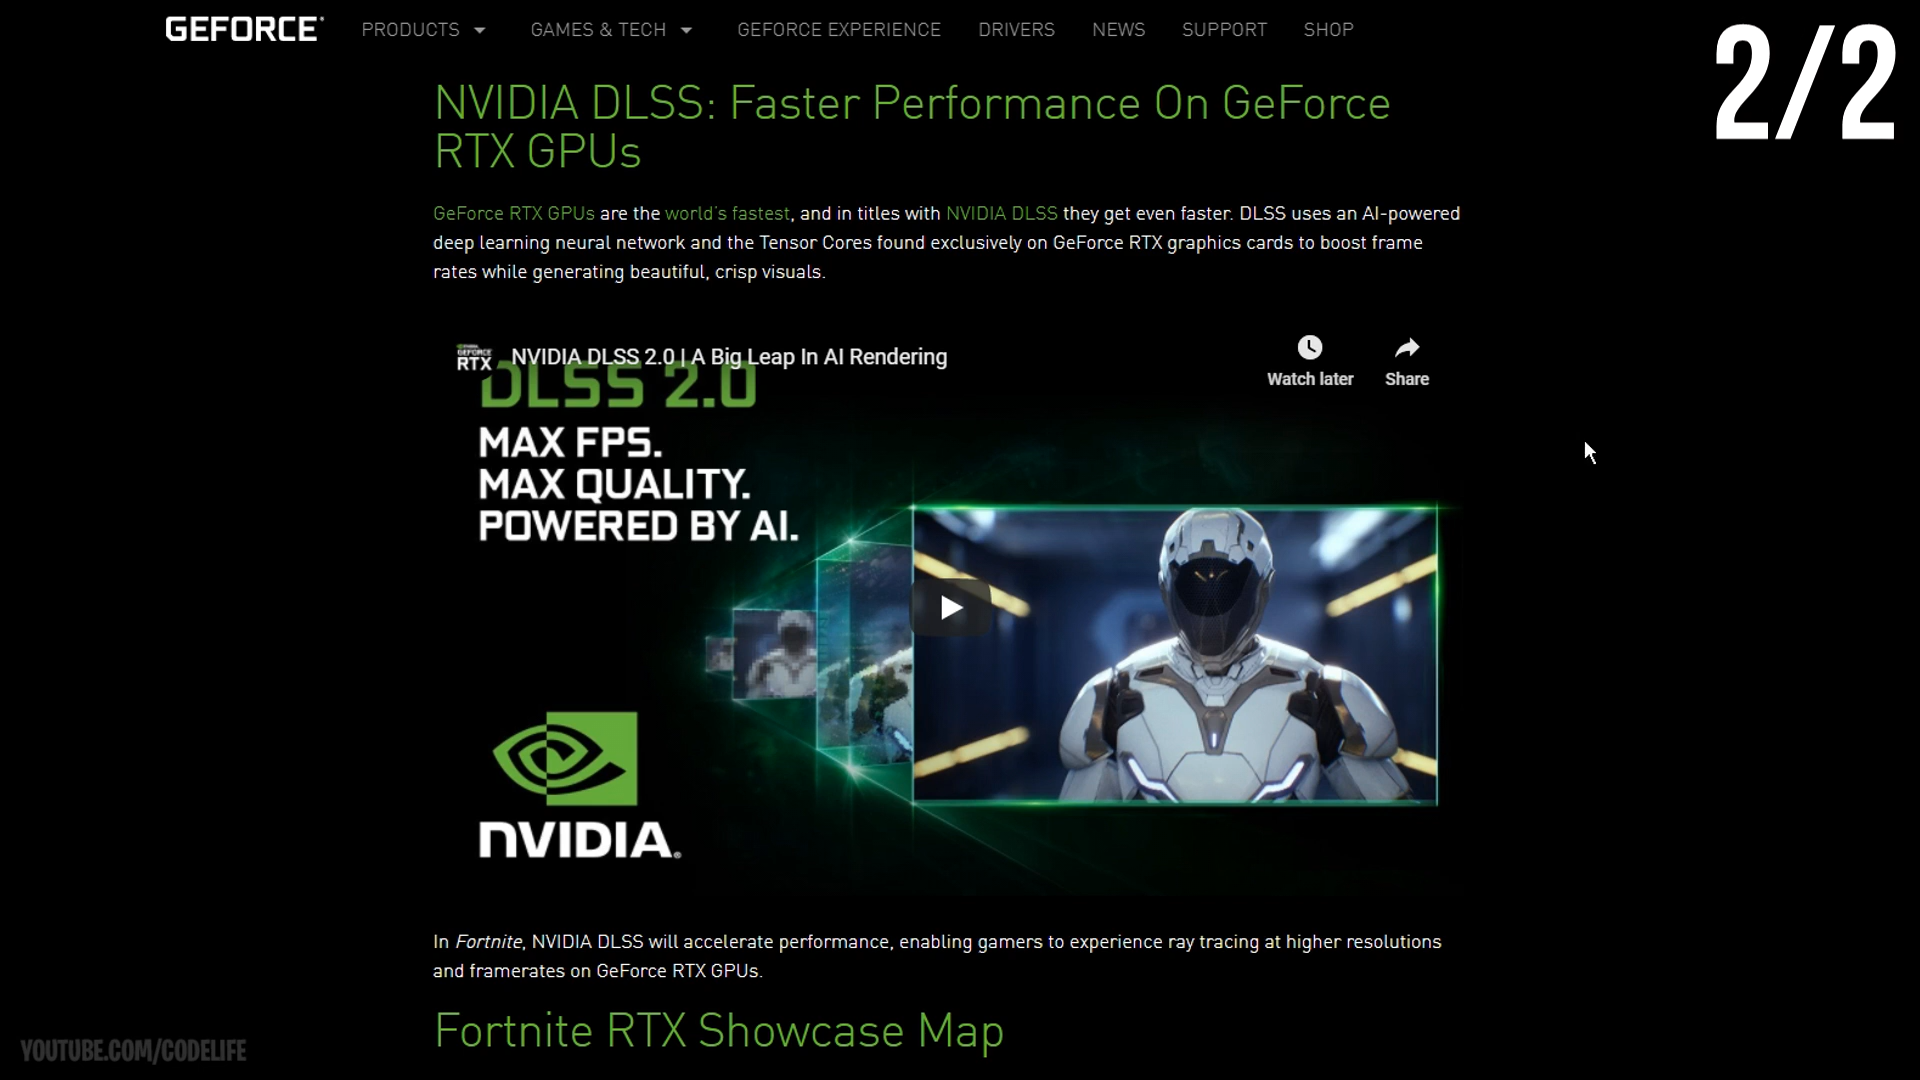 GEFORCE PRODUCTS GAMES & TECH GEFORCE EXPERIENCE DRIVERS NEWS SUPPORT SHOP
2/2
NVIDIA DLSS: Faster Performance On GeForce
RTX GPUs
GeForce RTX GPUs are the world's fastest, and in titles with NVIDIA DLSS they get even faster. DLSS uses an AI-powered
deep learning neural network and the Tensor Cores found exclusively on GeForce RTX graphics cards to boost frame
rates while generating beautiful, crisp visuals.
GEFORCE
RTX
NVIDIA DLSS 2.0 | A Big Leap In AI Rendering
Watch later
Share
DLSS 2.0
MAX FPS.
MAX QUALITY.
POWERED BY AI.
NVIDIA.
In Fortnite, NVIDIA DLSS will accelerate performance, enabling gamers to experience ray tracing at higher resolutions
and framerates on GeForce RTX GPUs.
Fortnite RTX Showcase Map
YOUTUBE.COM/CODELIFE